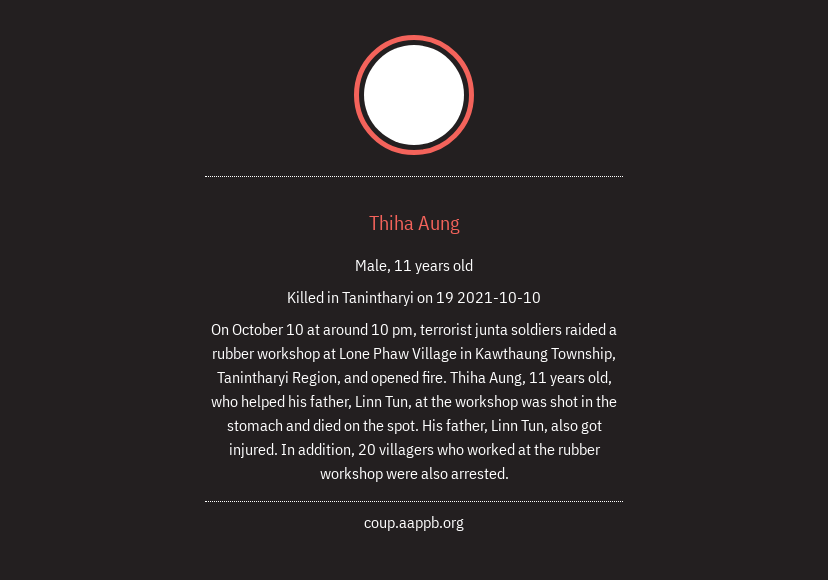 Thiha Aung
Male, 11 years old
Killed in Tanintharyi on 19 2021-10-10
On October 10 at around 10 pm, terrorist junta soldiers raided a
rubber workshop at Lone Phaw Village in Kawthaung Township,
Tanintharyi Region, and opened fire. Thiha Aung, 11 years old,
who helped his father, Linn Tun, at the workshop was shot in the
stomach and died on the spot. His father, Linn Tun, also got
injured. In addition, 20 villagers who worked at the rubber
workshop were also arrested.
coup.aappb.org